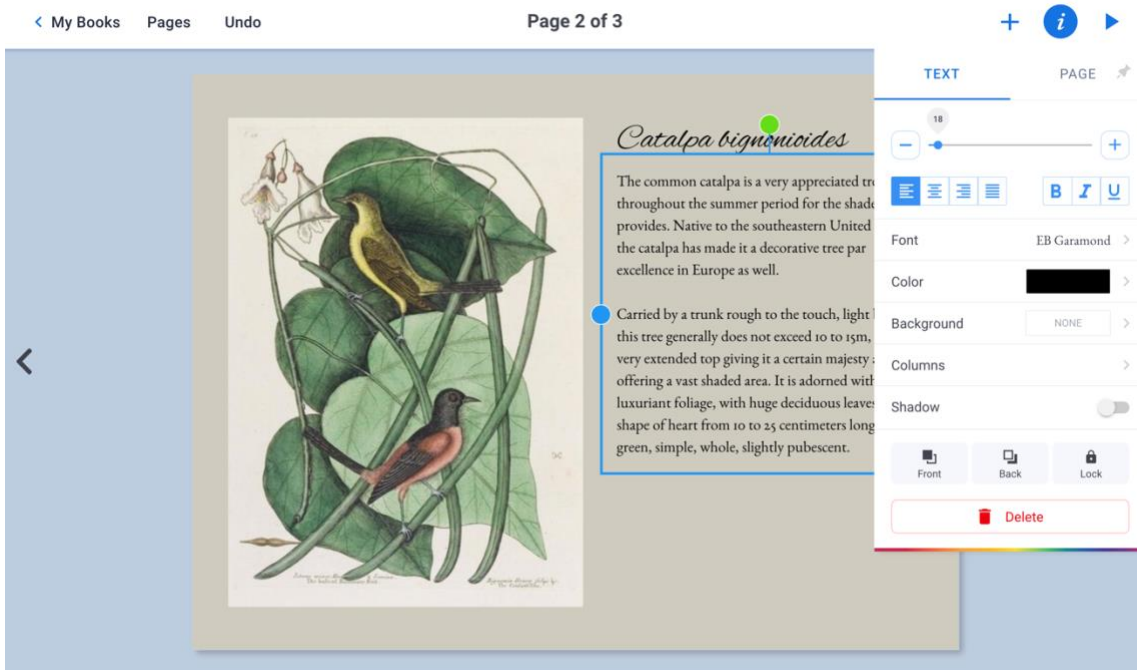 My Books Pages Undo Page 2 of 3
TEXT PAGE
18
Catalpa bignonioides
The common catalpa is a very appreciated tr
throughout the summer period for the shade
provides. Native to the southeastern United
the catalpa has made it a decorative tree par
excellence in Europe as well.
Carried by a trunk rough to the touch, light
this tree generally does not exceed 10 to 15m,
very extended top giving it a certain majesty
offering a vast shaded area. It is adorned with
luxuriant foliage, with huge deciduous leaves
shape of heart from 10 to 25 centimeters long
green, simple, whole, slightly pubescent.
B I U
Font EB Garamond
Color
Background NONE
Columns
Shadow
Front Back Lock
Delete